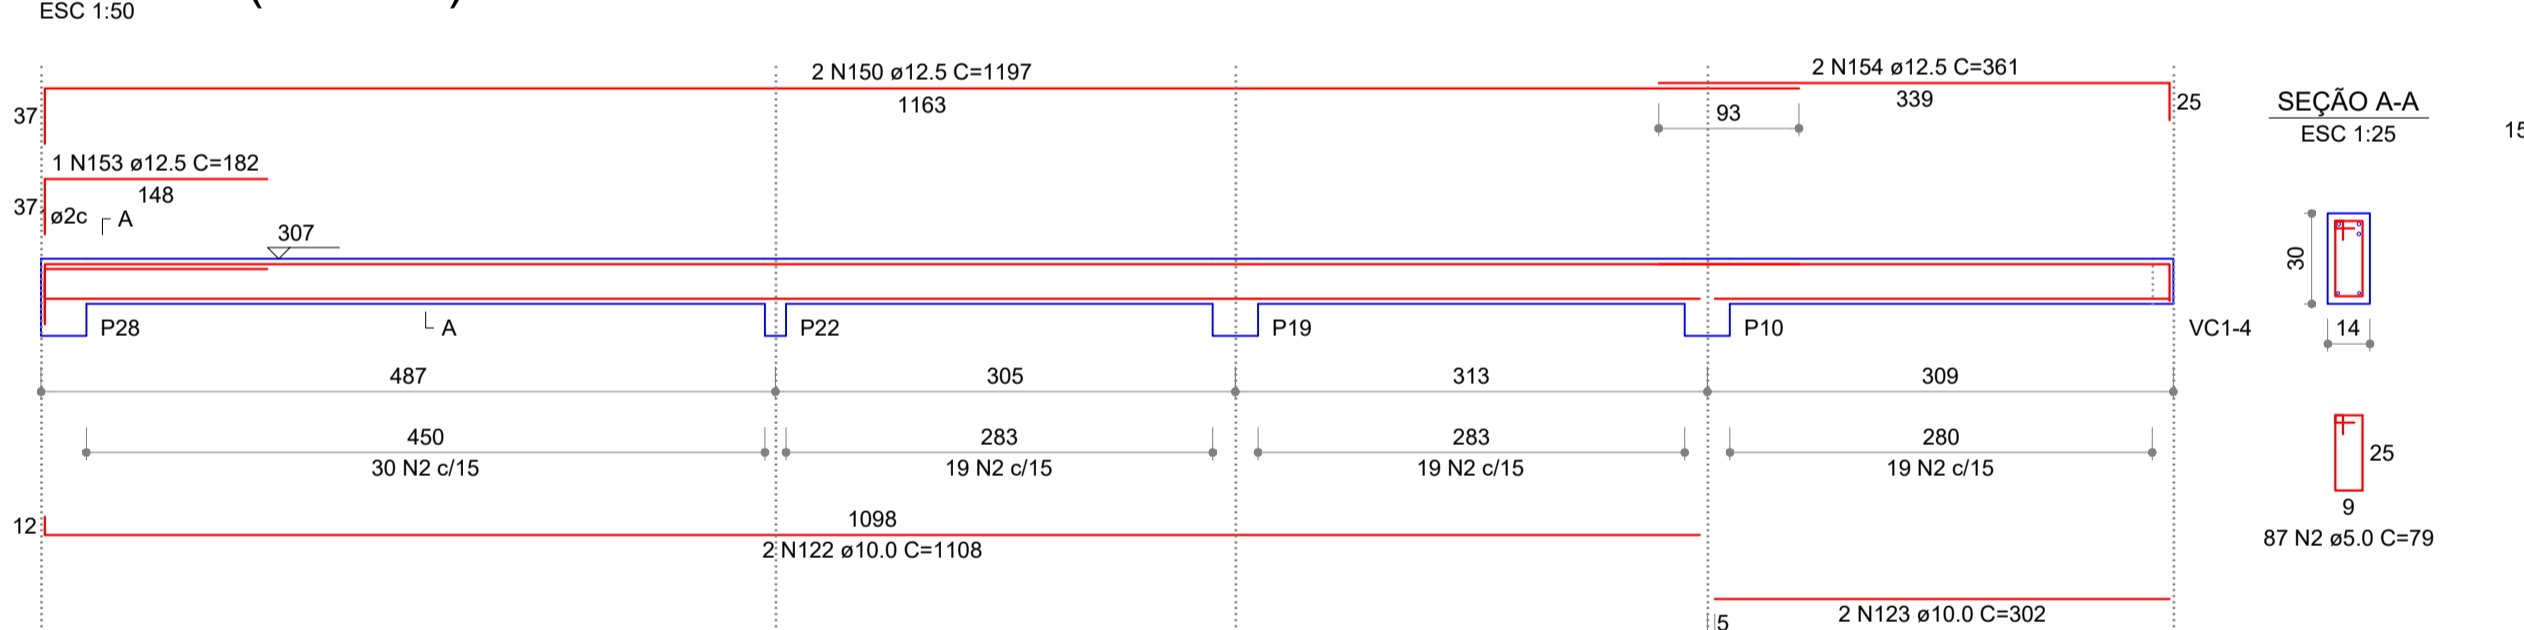 ESC 1:50
2 N150 ø12.5 C=1197
2 N154 ø12.5 C=361
37
1163
93
339
25
SEÇÃO A-A
ESC 1:25
1 N153 ø12.5 C=182
148
37
ø2c
A
307
30
P28
A
P22
P19
P10
VC1-4
14
487
305
313
309
450
283
283
280
30 N2 c/15
19 N2 c/15
19 N2 c/15
19 N2 c/15
25
9
12
1098
2 N122 ø10.0 C=1108
87 N2 ø5.0 C=79
2 N123 ø10.0 C=302
5